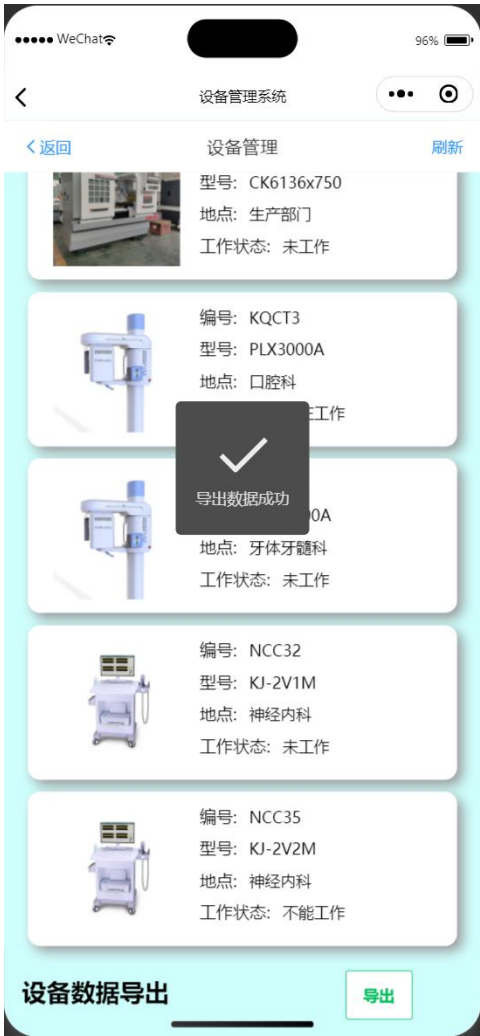 WeChat
96%
设备管理系统
返回
设备管理
刷新
型号: CK6136x750
地点: 生产部门
工作状态: 未工作
编号: KQCT3
型号: PLX3000A
地点: 口腔科
工作
导出数据成功
00A
地点: 牙体牙髓科
工作状态: 未工作
编号: NCC32
型号: KJ-2V1M
地点: 神经内科
工作状态: 未工作
编号: NCC35
型号: KJ-2V2M
地点: 神经内科
工作状态: 不能工作
设备数据导出
导出